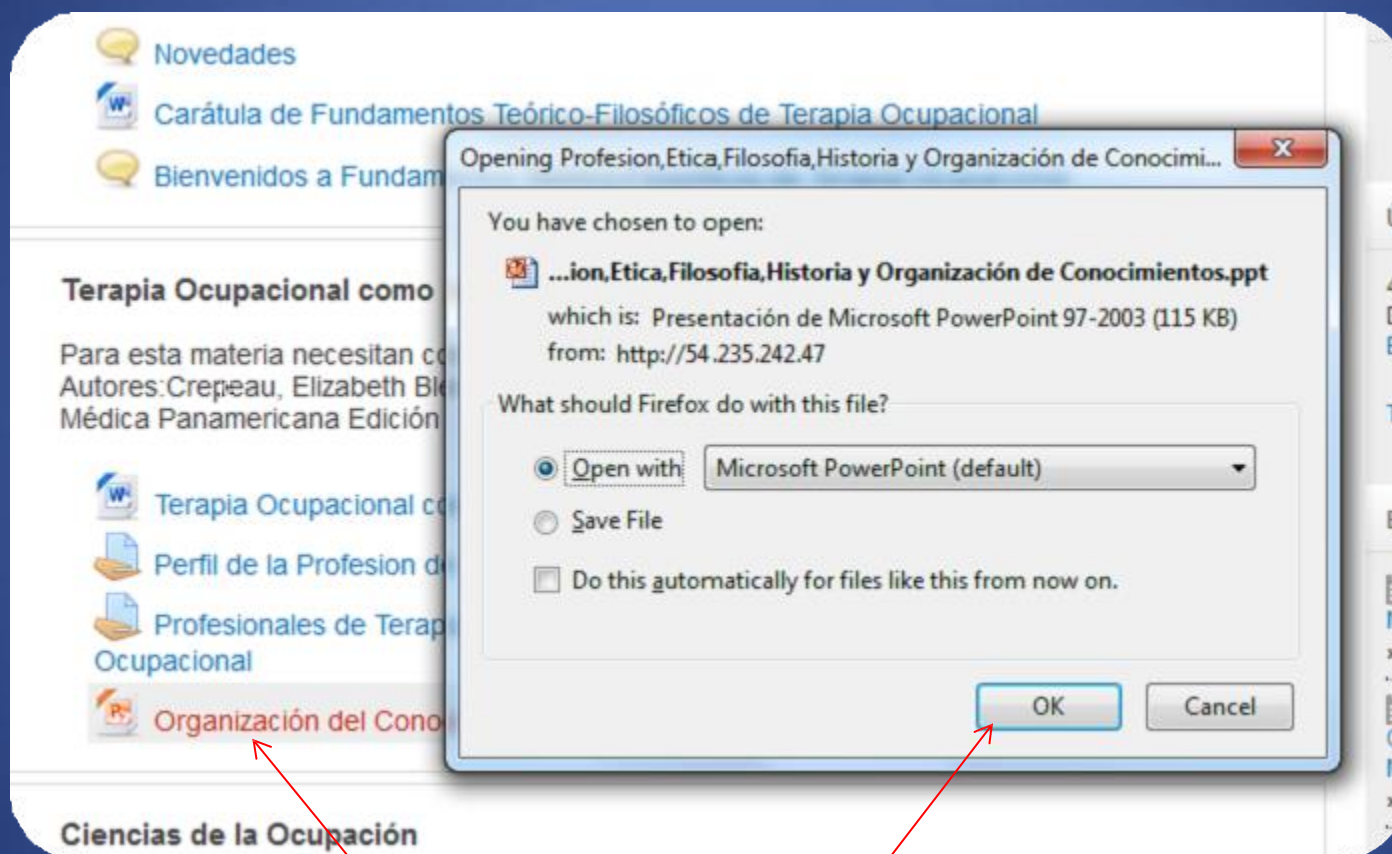 Novedades
Carátula de Fundamentos Teórico-Filosóficos de Terapia Ocupacional
Bienvenidos a Fundam
Opening Profesion,Etica,Filosofia,Historia y Organización de Conocimi...
You have chosen to open:
...ion,Etica,Filosofia,Historia y Organización de Conocimientos.ppt
which is: Presentación de Microsoft PowerPoint 97-2003 (115 KB)
from: http://54.235.242.47
What should Firefox do with this file?
Open with Microsoft PowerPoint (default)
Save File
Do this automatically for files like this from now on.
OK Cancel
Terapia Ocupacional como
Para esta materia necesitan co
Autores:Crepeau, Elizabeth Ble
Médica Panamericana Edición
Terapia Ocupacional co
Perfil de la Profesion de
Profesionales de Terap
Ocupacional
Organización del Cono
Ciencias de la Ocupación